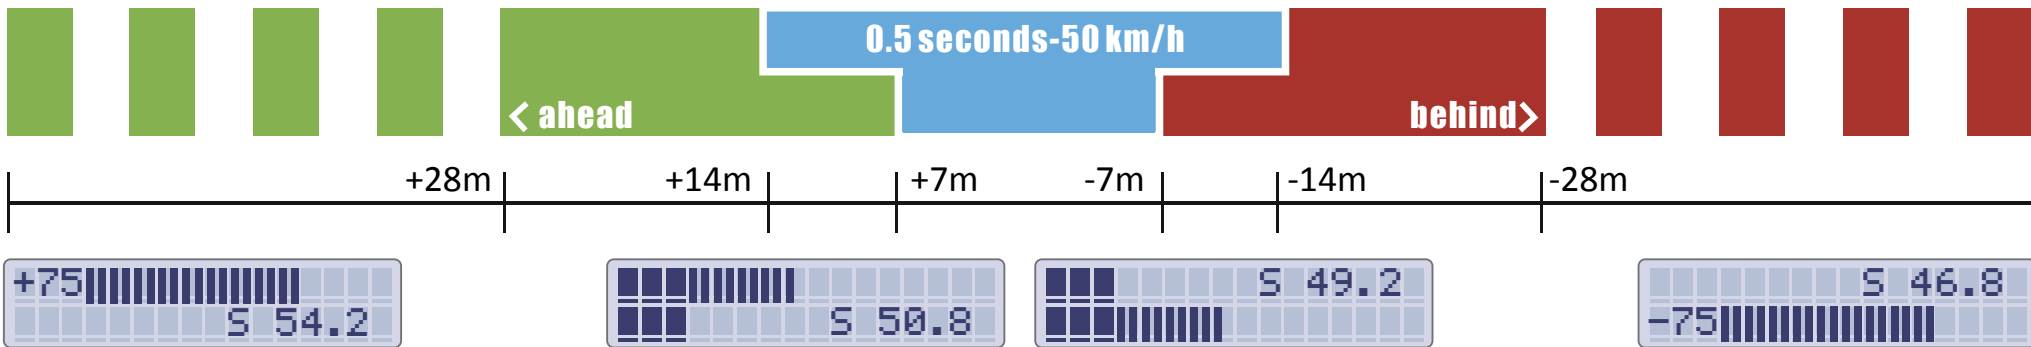 0.5 seconds-50 km/h
< ahead
behind>
+28m
+14m
+7m
-7m
-14m
-28m
+75
S 54.2
S 50.8
S 49.2
S 46.8
-75